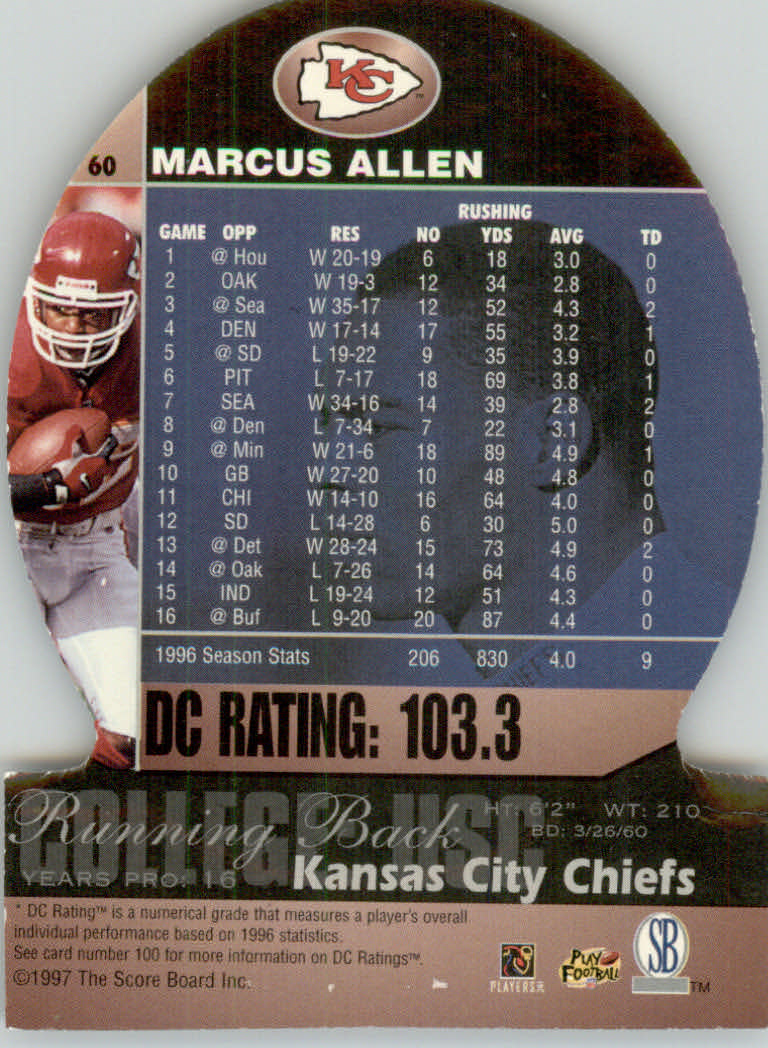 KC
TM
60 MARCUS ALLEN
RUSHING
GAME OPP RES NO YDS AVG TD
1 @ Hou W 20-19 6 18 3.0 0
2 OAK W 19-3 12 34 2.8 0
3 @ Sea W 35-17 12 52 4.3 2
4 DEN W 17-14 17 55 3.2 1
5 @ SD L 19-22 9 35 3.9 0
6 PIT L 7-17 18 69 3.8 1
7 SEA W 34-16 14 39 2.8 2
8 @ Den L 7-34 7 22 3.1 0
9 @ Min W 21-6 18 89 4.9 1
10 GB W 27-20 10 48 4.8 0
11 CHI W 14-10 16 64 4.0 0
12 SD L 14-28 6 30 5.0 0
13 @ Det W 28-24 15 73 4.9 2
14 @ Oak L 7-26 14 64 4.6 0
15 IND L 19-24 12 51 4.3 0
16 @ Buf L 9-20 20 87 4.4 0
1996 Season Stats 206 830 4.0 9
CHIEFS
DC RATING: 103.3
COLLEGE: USC
Running Back
HT: 6'2" WT: 210
BD: 3/26/60
YEARS PRO: 16
Kansas City Chiefs
* DC Rating™ is a numerical grade that measures a player's overall
individual performance based on 1996 statistics.
See card number 100 for more information on DC Ratings™.
©1997 The Score Board Inc.
PLAYERS INC
PLAY FOOTBALL
SB
TM